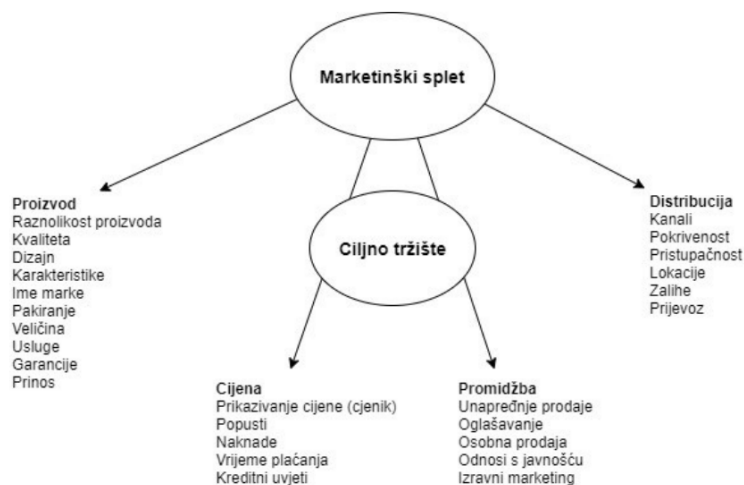 Marketinški splet
Ciljno tržište
Proizvod
Raznolikost proizvoda
Kvaliteta
Dizajn
Karakteristike
Ime marke
Pakiranje
Veličina
Usluge
Garancije
Prinos
Cijena
Prikazivanje cijene (cjenik)
Popusti
Naknade
Vrijeme plaćanja
Kreditni uvjeti
Promidžba
Unapređnje prodaje
Oglašavanje
Osobna prodaja
Odnosi s javnošću
Izravni marketing
Distribucija
Kanali
Pokrivenost
Pristupačnost
Lokacije
Zalihe
Prijevoz